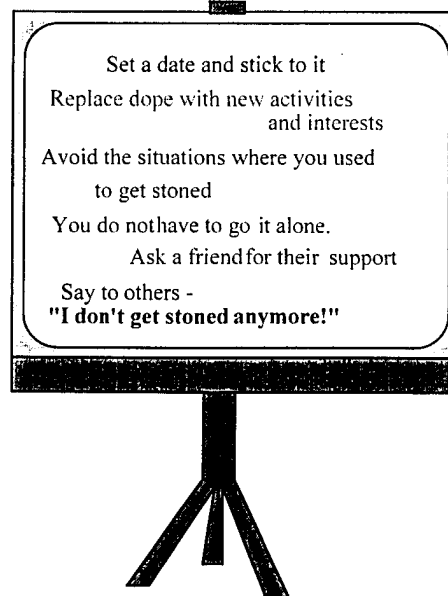 Set a date and stick to it
Replace dope with new activities
and interests
Avoid the situations where you used
to get stoned
You do nothave to go it alone.
Ask a friend for their support
Say to others -
"I don't get stoned anymore!"